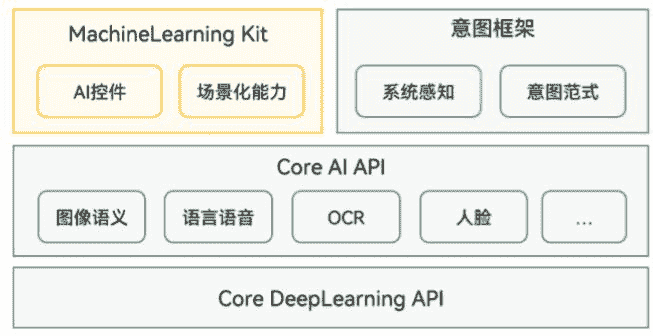 MachineLearning Kit
AI控件
场景化能力
意图框架
系统感知
意图范式
Core AI API
图像语义
语言语音
OCR
人脸
...
Core DeepLearning API